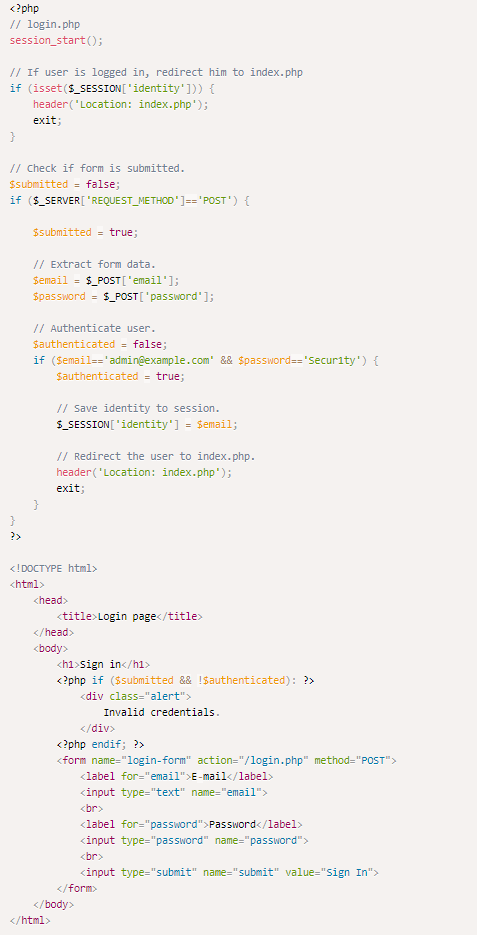 <?php
// login.php
session_start();

// If user is logged in, redirect him to index.php
if (isset($_SESSION['identity'])) {
    header('Location: index.php');
    exit;
}

// Check if form is submitted.
$submitted = false;
if ($_SERVER['REQUEST_METHOD']=='POST') {

    $submitted = true;

    // Extract form data.
    $email = $_POST['email'];
    $password = $_POST['password'];

    // Authenticate user.
    $authenticated = false;
    if ($email=='admin@example.com' && $password=='Secur1ty') {
        $authenticated = true;

        // Save identity to session.
        $_SESSION['identity'] = $email;

        // Redirect the user to index.php.
        header('Location: index.php');
        exit;
    }
}
?>

<!DOCTYPE html>
<html>
    <head>
        <title>Login page</title>
    </head>
    <body>
        <h1>Sign in</h1>
        <?php if ($submitted && !$authenticated): ?>
            <div class="alert">
                Invalid credentials.
            </div>
        <?php endif; ?>
        <form name="login-form" action="/login.php" method="POST">
            <label for="email">E-mail</label>
            <input type="text" name="email">
            <br>
            <label for="password">Password</label>
            <input type="password" name="password">
            <br>
            <input type="submit" name="submit" value="Sign In">
        </form>
    </body>
</html>